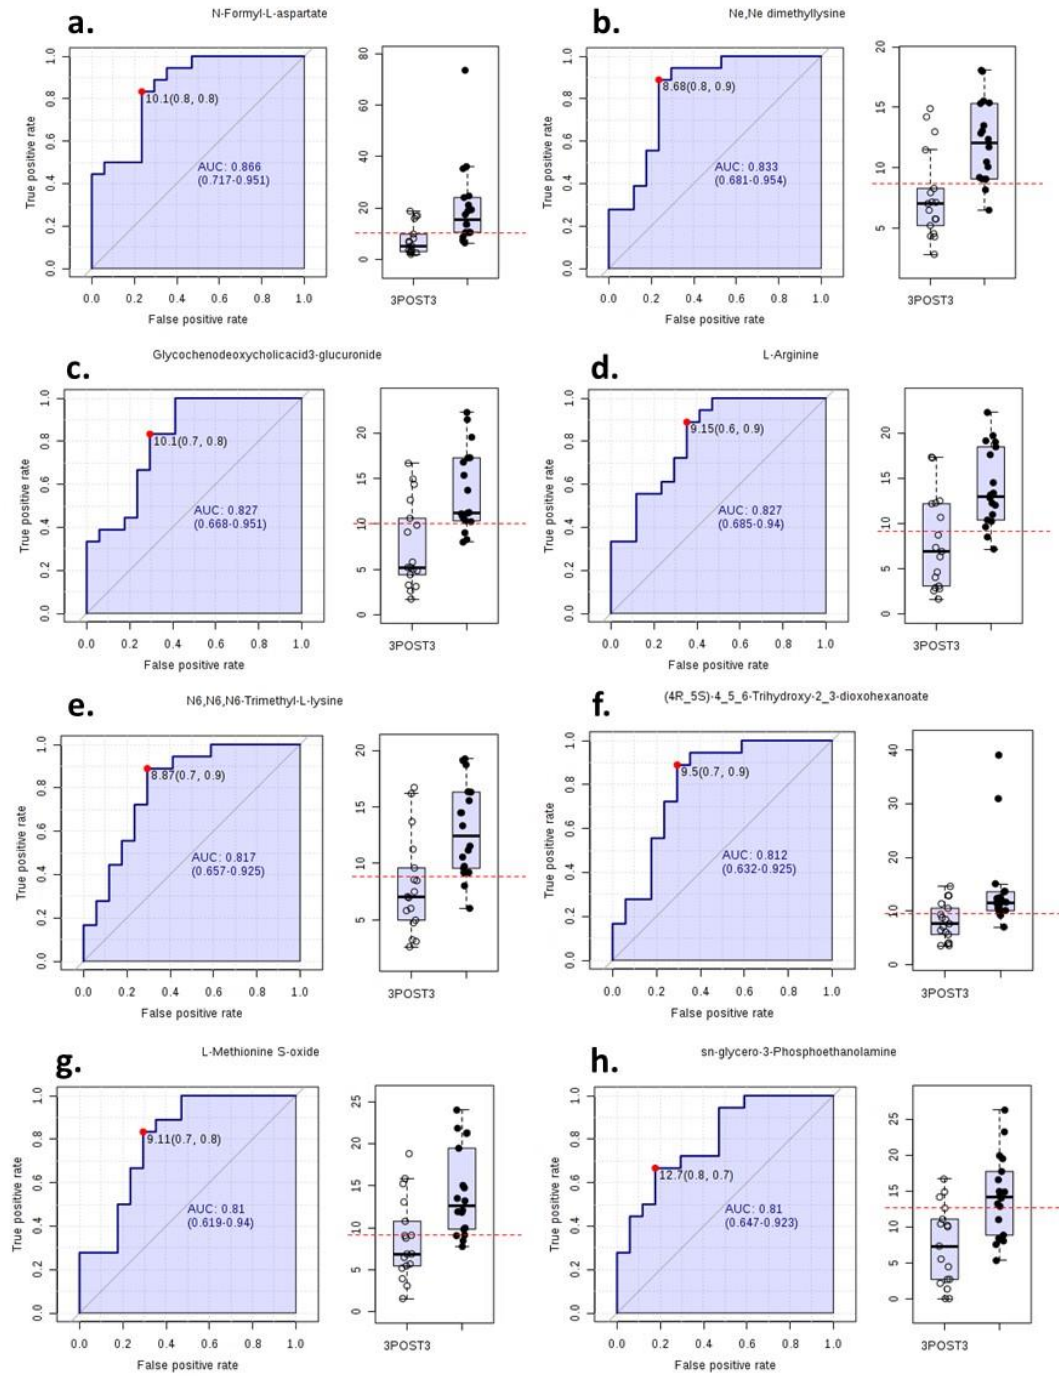 a.
N-Formyl-L-aspartate
True positive rate
0.0 0.2 0.4 0.6 0.8 1.0
10.1(0.8, 0.8)
AUC: 0.866
(0.717-0.951)
0.0 0.2 0.4 0.6 0.8 1.0
False positive rate
0 20 40 60 80
3POST3
b.
Ne,Ne dimethyllysine
True positive rate
0.0 0.2 0.4 0.6 0.8 1.0
8.68(0.8, 0.9)
AUC: 0.833
(0.681-0.954)
0.0 0.2 0.4 0.6 0.8 1.0
False positive rate
5 10 15 20
3POST3
c.
Glycochenodeoxycholicacid3-glucuronide
True positive rate
0.0 0.2 0.4 0.6 0.8 1.0
10.1(0.7, 0.8)
AUC: 0.827
(0.668-0.951)
0.0 0.2 0.4 0.6 0.8 1.0
False positive rate
0 5 10 15 20
3POST3
d.
L-Arginine
True positive rate
0.0 0.2 0.4 0.6 0.8 1.0
9.15(0.6, 0.9)
AUC: 0.827
(0.685-0.94)
0.0 0.2 0.4 0.6 0.8 1.0
False positive rate
0 5 10 15 20
3POST3
e.
N6,N6,N6-Trimethyl-L-lysine
True positive rate
0.0 0.2 0.4 0.6 0.8 1.0
8.87(0.7, 0.9)
AUC: 0.817
(0.657-0.925)
0.0 0.2 0.4 0.6 0.8 1.0
False positive rate
5 10 15 20
3POST3
f.
(4R_5S)-4_5_6-Trihydroxy-2_3-dioxohexanoate
True positive rate
0.0 0.2 0.4 0.6 0.8 1.0
9.5(0.7, 0.9)
AUC: 0.812
(0.632-0.925)
0.0 0.2 0.4 0.6 0.8 1.0
False positive rate
0 10 20 30 40
3POST3
g.
L-Methionine S-oxide
True positive rate
0.0 0.2 0.4 0.6 0.8 1.0
9.11(0.7, 0.8)
AUC: 0.81
(0.619-0.94)
0.0 0.2 0.4 0.6 0.8 1.0
False positive rate
0 5 10 15 20 25
3POST3
h.
sn-glycero-3-Phosphoethanolamine
True positive rate
0.0 0.2 0.4 0.6 0.8 1.0
12.7(0.8, 0.7)
AUC: 0.81
(0.647-0.923)
0.0 0.2 0.4 0.6 0.8 1.0
False positive rate
0 5 10 15 20 25
3POST3